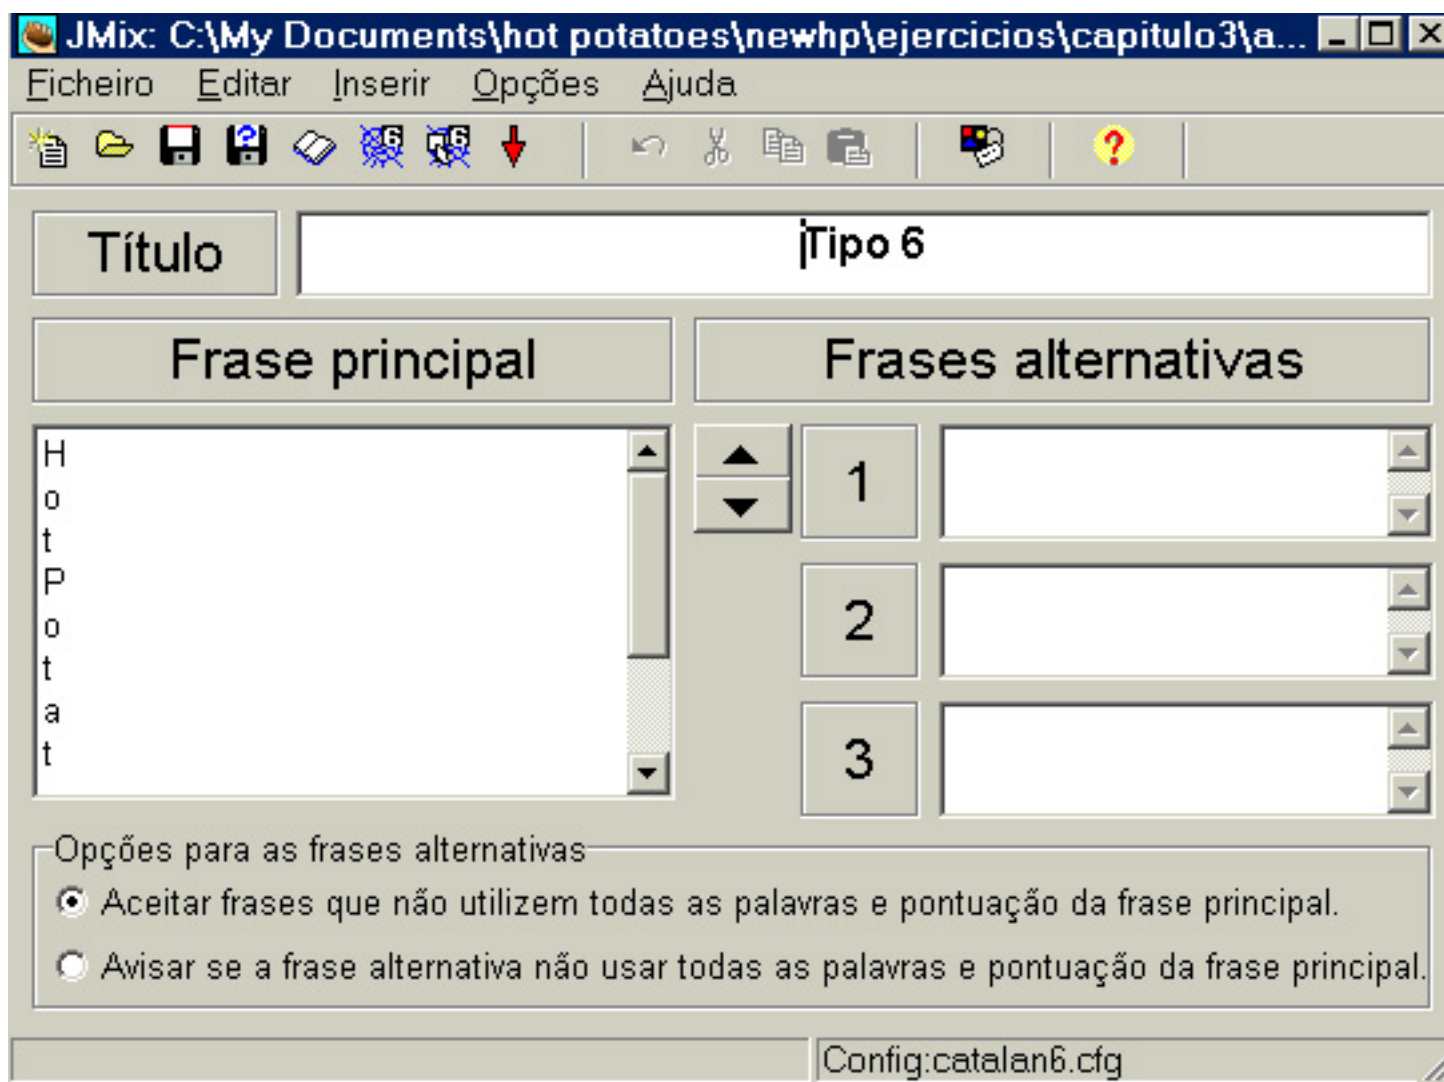 JMix: C:\My Documents\hot potatoes\newhp\ejercicios\capitulo3\a...
Ficheiro Editar Inserir Opções Ajuda
Título
Tipo 6
Frase principal
Frases alternativas
H
o
t
P
o
t
a
t
1
2
3
Opções para as frases alternativas
Aceitar frases que não utilizem todas as palavras e pontuação da frase principal.
Avisar se a frase alternativa não usar todas as palavras e pontuação da frase principal.
Config:catalan6.cfg